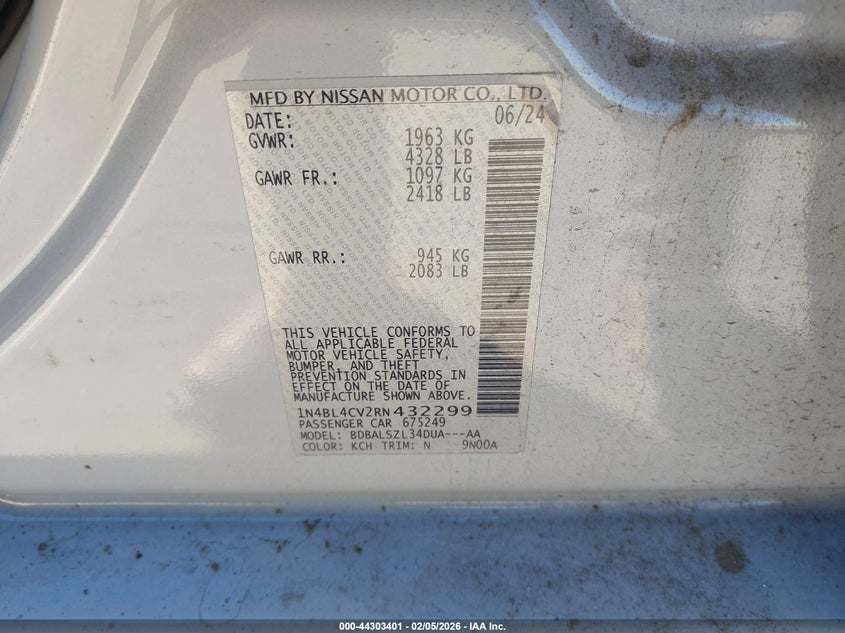 MFD BY NISSAN MOTOR CO., LTD.
DATE: 06/24
GVWR: 1963 KG
4328 LB
GAWR FR.: 1097 KG
2418 LB
GAWR RR.: 945 KG
2083 LB
THIS VEHICLE CONFORMS TO
ALL APPLICABLE FEDERAL
MOTOR VEHICLE SAFETY,
BUMPER, AND THEFT
PREVENTION STANDARDS IN
EFFECT ON THE DATE OF
MANUFACTURE SHOWN ABOVE.
1N4BL4CV2RN432299
PASSENGER CAR 675249
MODEL: BDBALSZL34DUA---AA
COLOR: KCH TRIM: N 9N00A
000-44303401 - 02/05/2026 - IAA Inc.